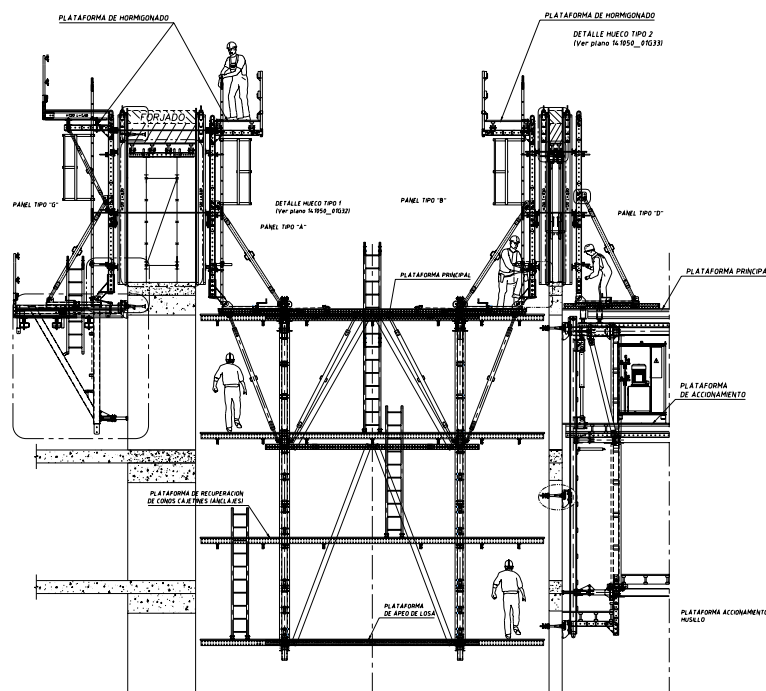 PLATAFORMA DE HORMIGONADO
PLATAFORMA DE HORMIGONADO
DETALLE HUECO TIPO 2
(Ver plano 141050_01G33)
FORJADO
PANEL TIPO "G"
DETALLE HUECO TIPO 1
(Ver plano 141050_01G32)
PANEL TIPO "A"
PANEL TIPO "B"
PANEL TIPO "D"
PLATAFORMA PRINCIPAL
PLATAFORMA PRINCIPA
PLATAFORMA
DE ACCIONAMIENTO
PLATAFORMA DE RECUPERACION
DE CONOS CAJETINES (ANCLAJES)
PLATAFORMA
DE APEO DE LOSA
PLATAFORMA ACCIONAMIENTO
HUSILLO